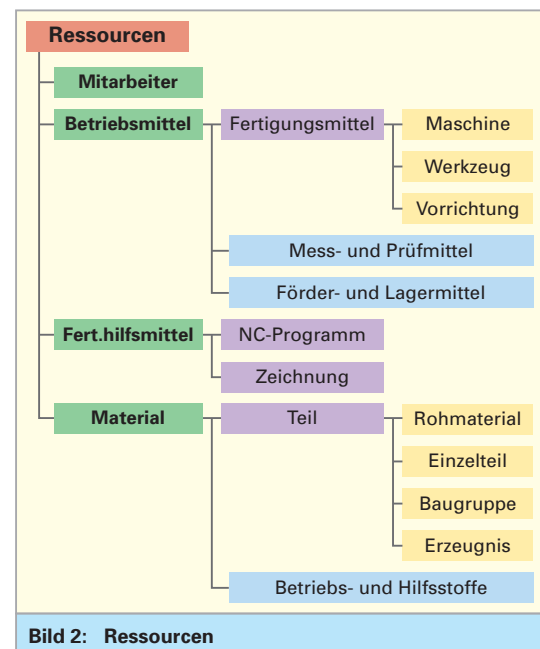 Ressourcen
Mitarbeiter
Betriebsmittel
Fertigungsmittel
Maschine
Werkzeug
Vorrichtung
Mess- und Prüfmittel
Förder- und Lagermittel
Fert.hilfsmittel
NC-Programm
Zeichnung
Material
Teil
Rohmaterial
Einzelteil
Baugruppe
Erzeugnis
Betriebs- und Hilfsstoffe
Bild 2: Ressourcen